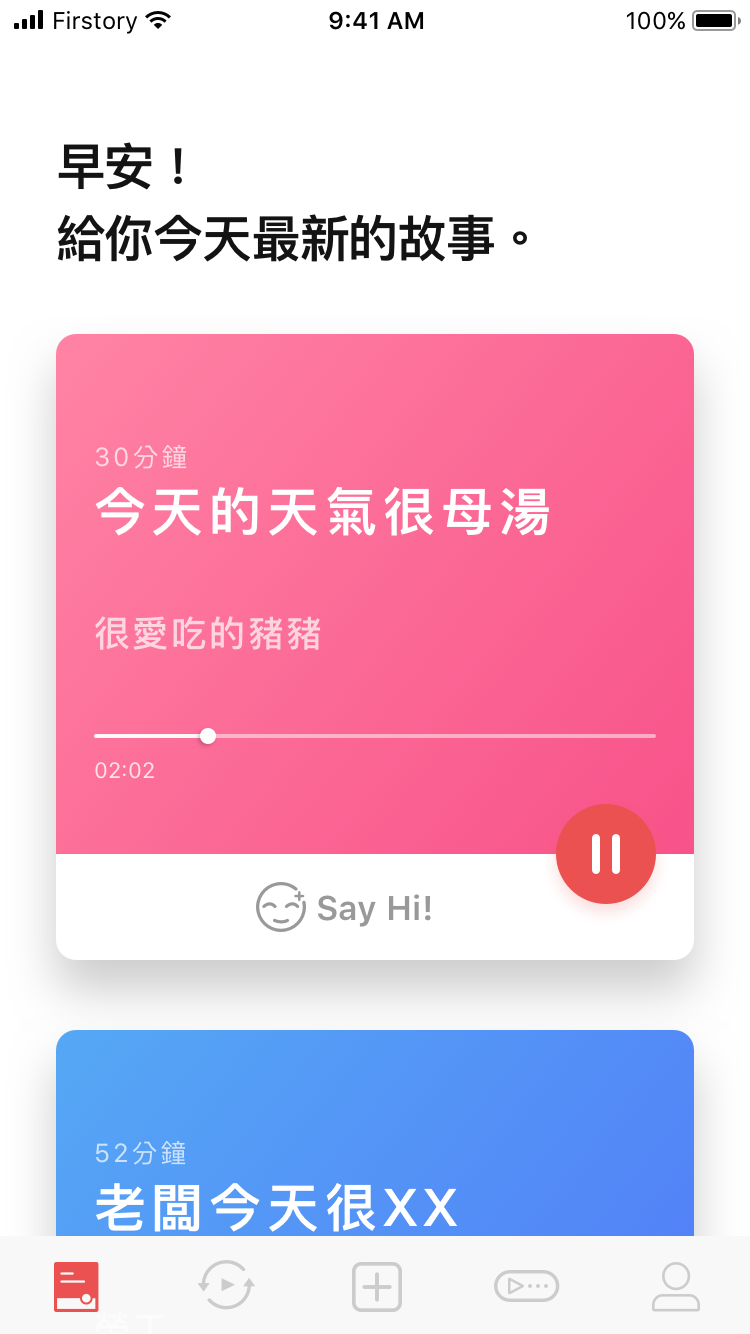 Firstory
9:41 AM
100%
早安！
給你今天最新的故事。
30分鐘
今天的天氣很母湯
很愛吃的豬豬
02:02
Say Hi!
52分鐘
老闆今天很XX